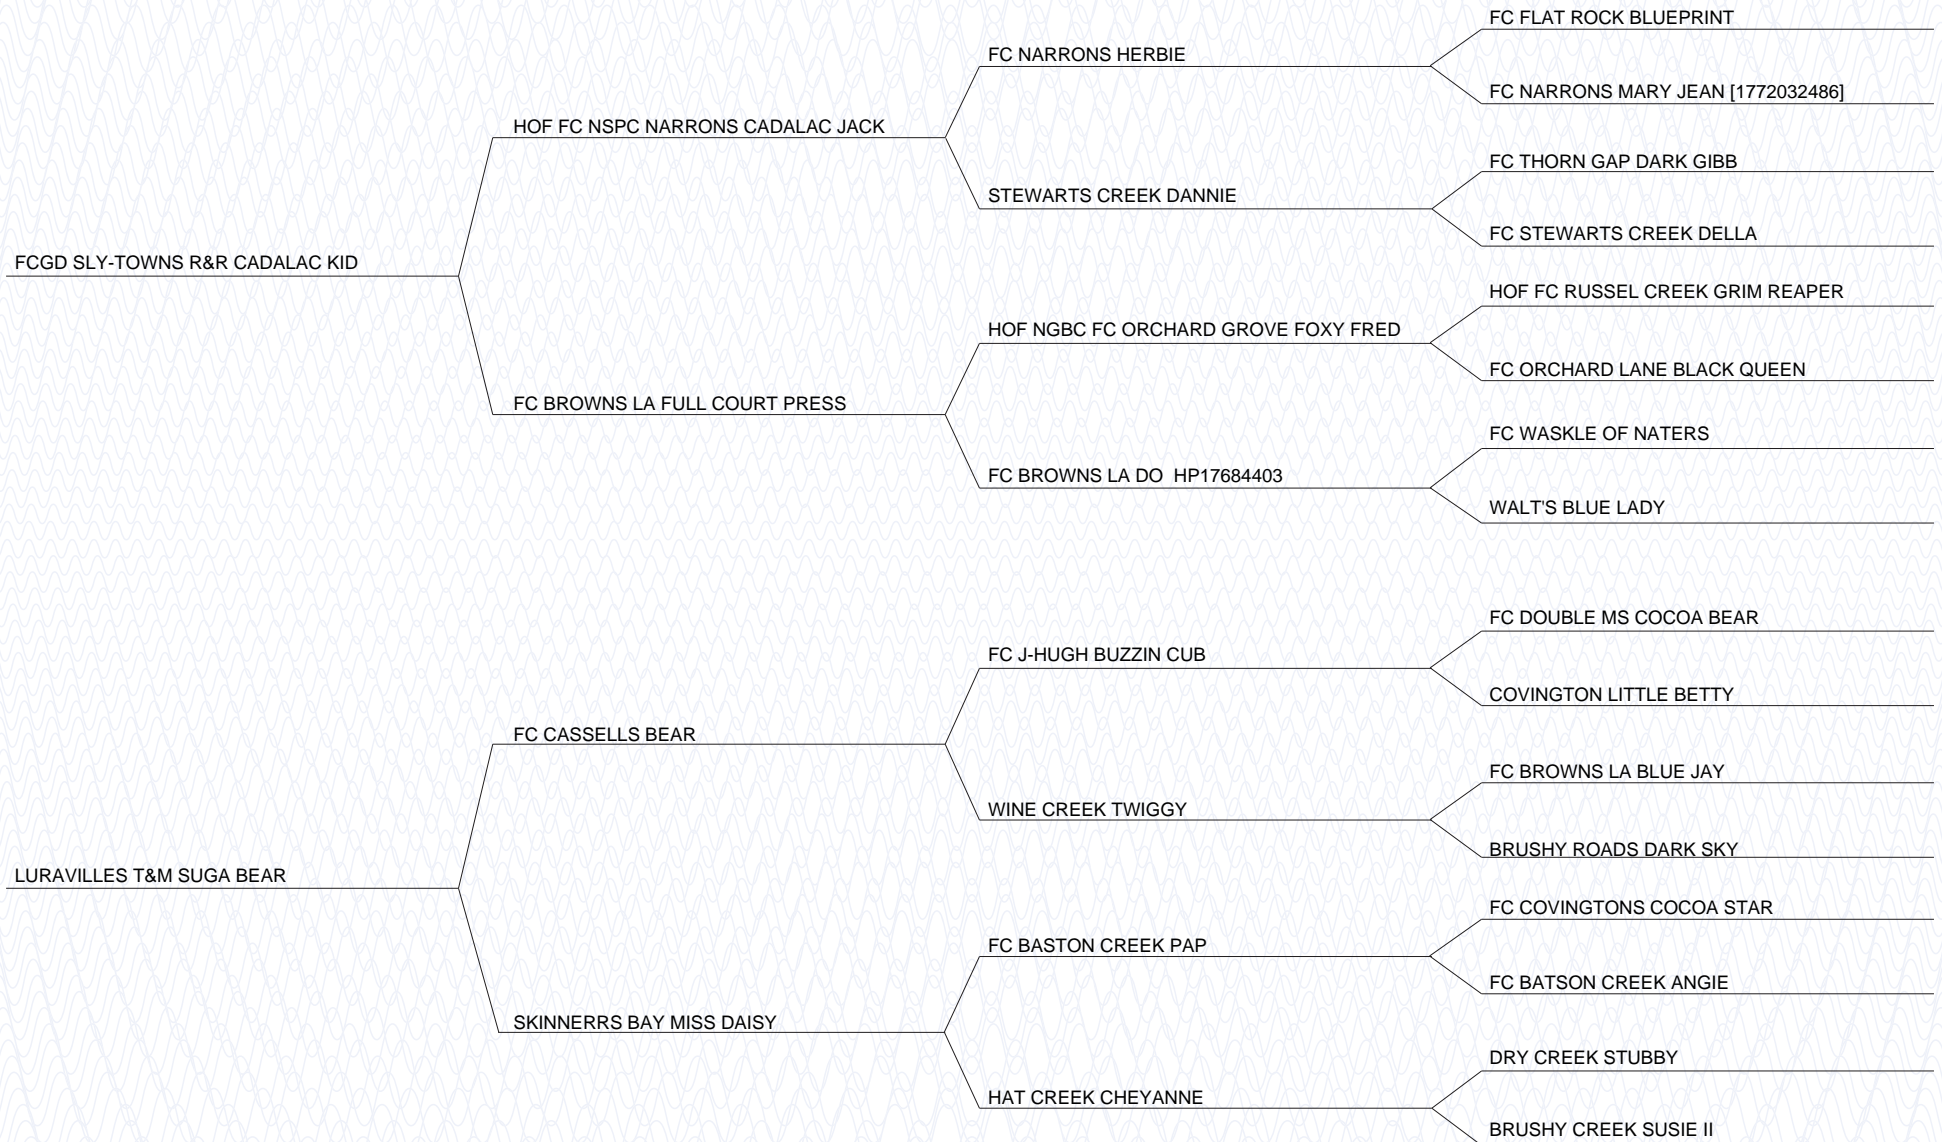 FC FLAT ROCK BLUEPRINT
FC NARRONS HERBIE
FC NARRONS MARY JEAN [1772032486]
HOF FC NSPC NARRONS CADALAC JACK
FC THORN GAP DARK GIBB
STEWARTS CREEK DANNIE
FC STEWARTS CREEK DELLA
FCGD SLY-TOWNS R&R CADALAC KID
HOF FC RUSSEL CREEK GRIM REAPER
HOF NGBC FC ORCHARD GROVE FOXY FRED
FC ORCHARD LANE BLACK QUEEN
FC BROWNS LA FULL COURT PRESS
FC WASKLE OF NATERS
FC BROWNS LA DO  HP17684403
WALT'S BLUE LADY
FC DOUBLE MS COCOA BEAR
FC J-HUGH BUZZIN CUB
COVINGTON LITTLE BETTY
FC CASSELLS BEAR
FC BROWNS LA BLUE JAY
WINE CREEK TWIGGY
BRUSHY ROADS DARK SKY
LURAVILLES T&M SUGA BEAR
FC COVINGTONS COCOA STAR
FC BASTON CREEK PAP
FC BATSON CREEK ANGIE
SKINNERRS BAY MISS DAISY
DRY CREEK STUBBY
HAT CREEK CHEYANNE
BRUSHY CREEK SUSIE II